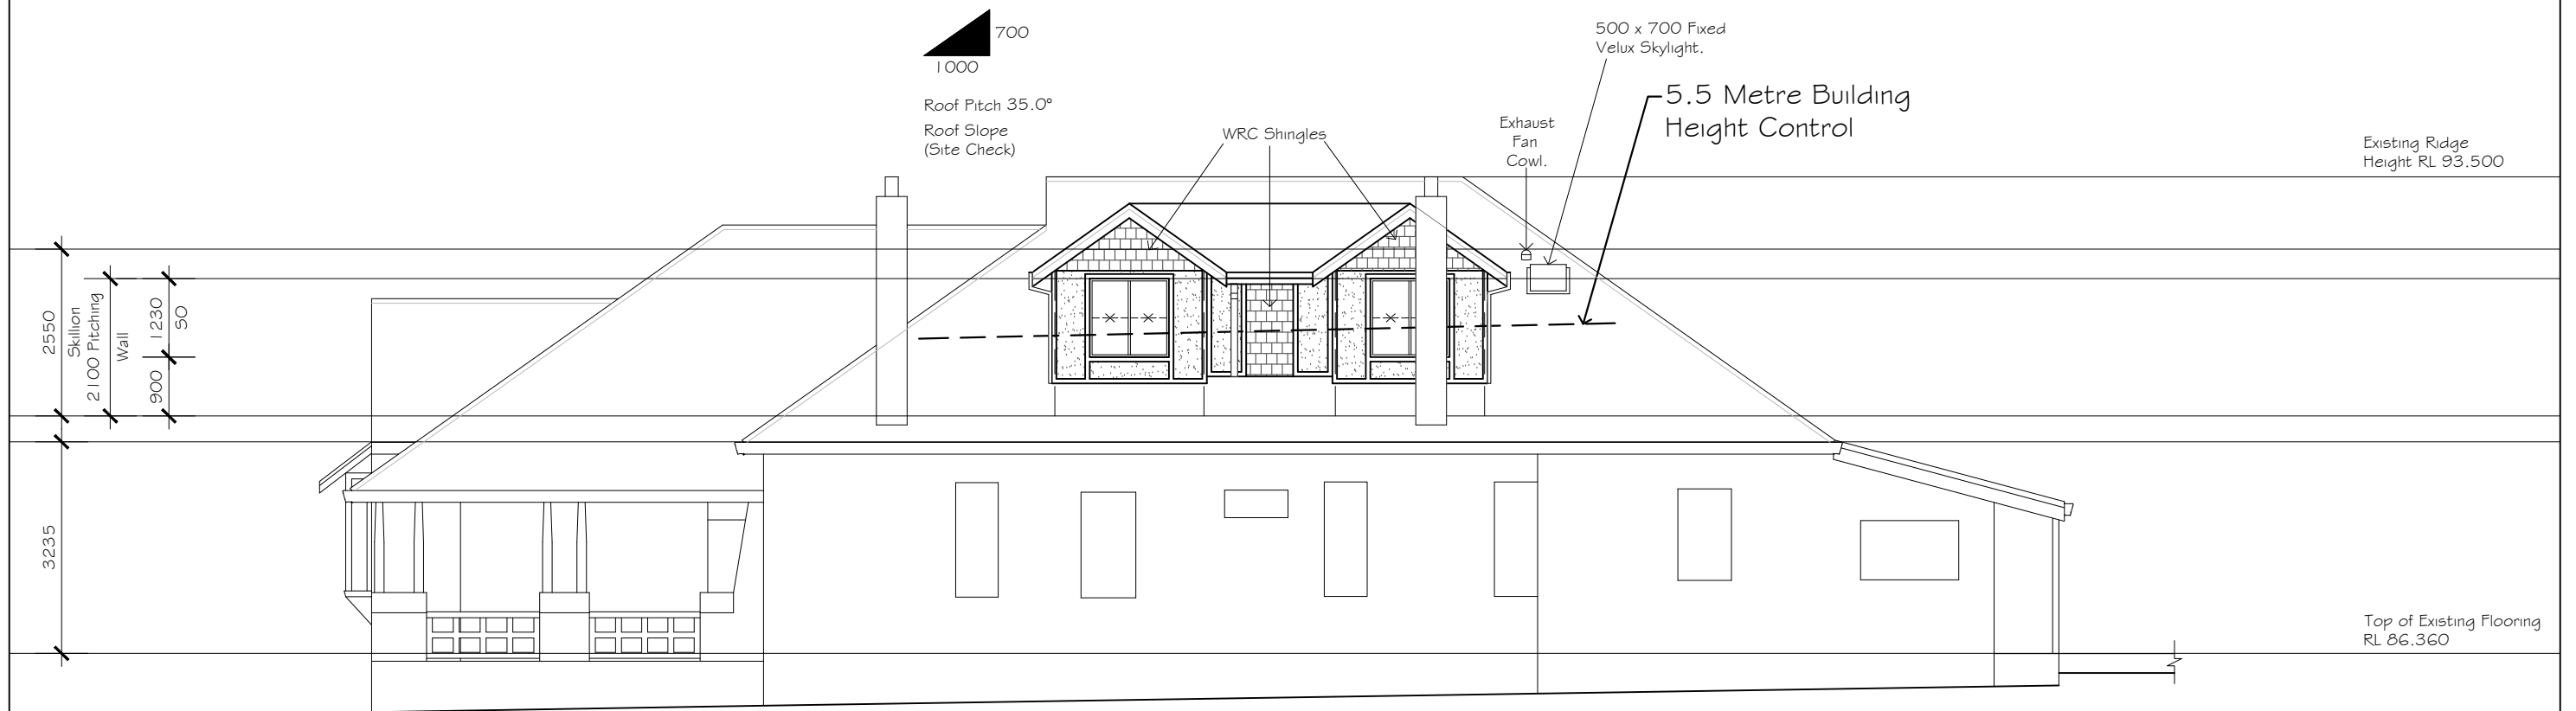 700
1000
Roof Pitch 35.0°
Roof Slope
(Site Check)
WRC Shingles
Exhaust
Fan
Cowl.
500 x 700 Fixed
Velux Skylight.
5.5 Metre Building
Height Control
Existing Ridge
Height RL 93.500
2550
Skillion
2100 Pitching
Wall
1230
50
900
3235
Top of Existing Flooring
RL 86.360